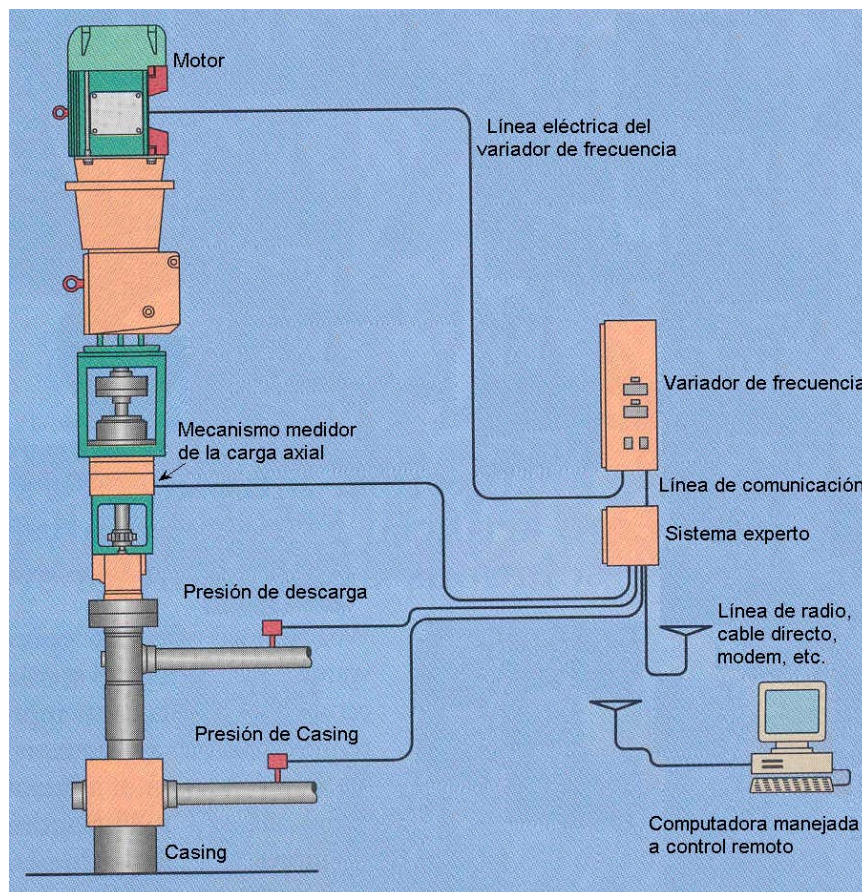 Motor
Línea eléctrica del
variador de frecuencia
Variador de frecuencia
Mecanismo medidor
de la carga axial
Línea de comunicación
Sistema experto
Presión de descarga
Línea de radio,
cable directo,
modem, etc.
Presión de Casing
Computadora manejada
a control remoto
Casing